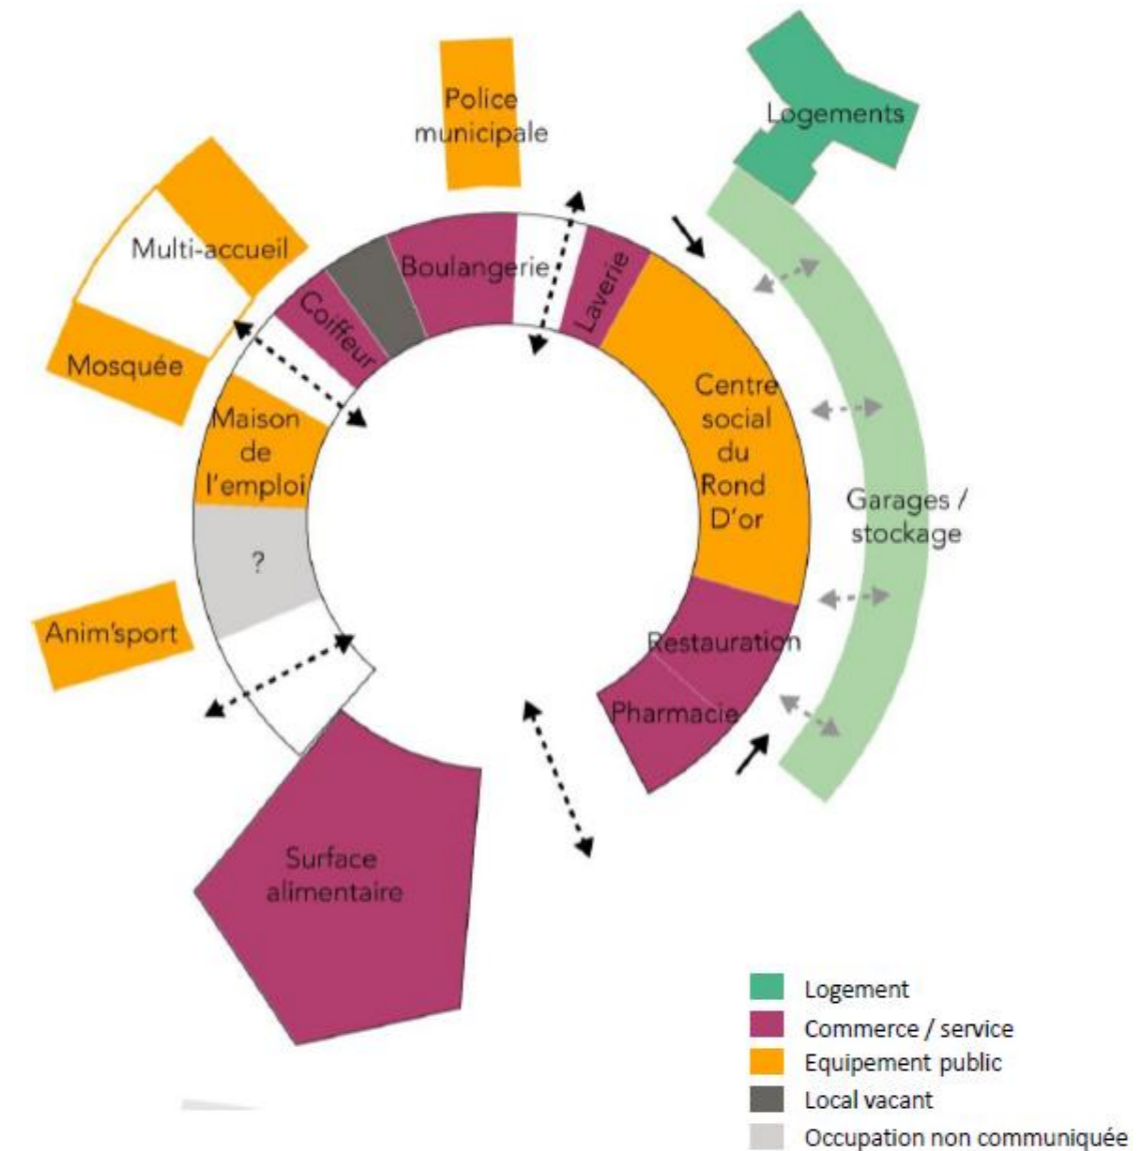 Police
municipale
Logements
Multi-accueil
Boulangerie
Laverie
Coiffeur
Mosquée
Maison
de
l'emploi
Centre
social
du
Rond
D'or
Garages /
stockage
?
Anim'sport
Restauration
Pharmacie
Surface
alimentaire
Logement
Commerce / service
Equipement public
Local vacant
Occupation non communiquée